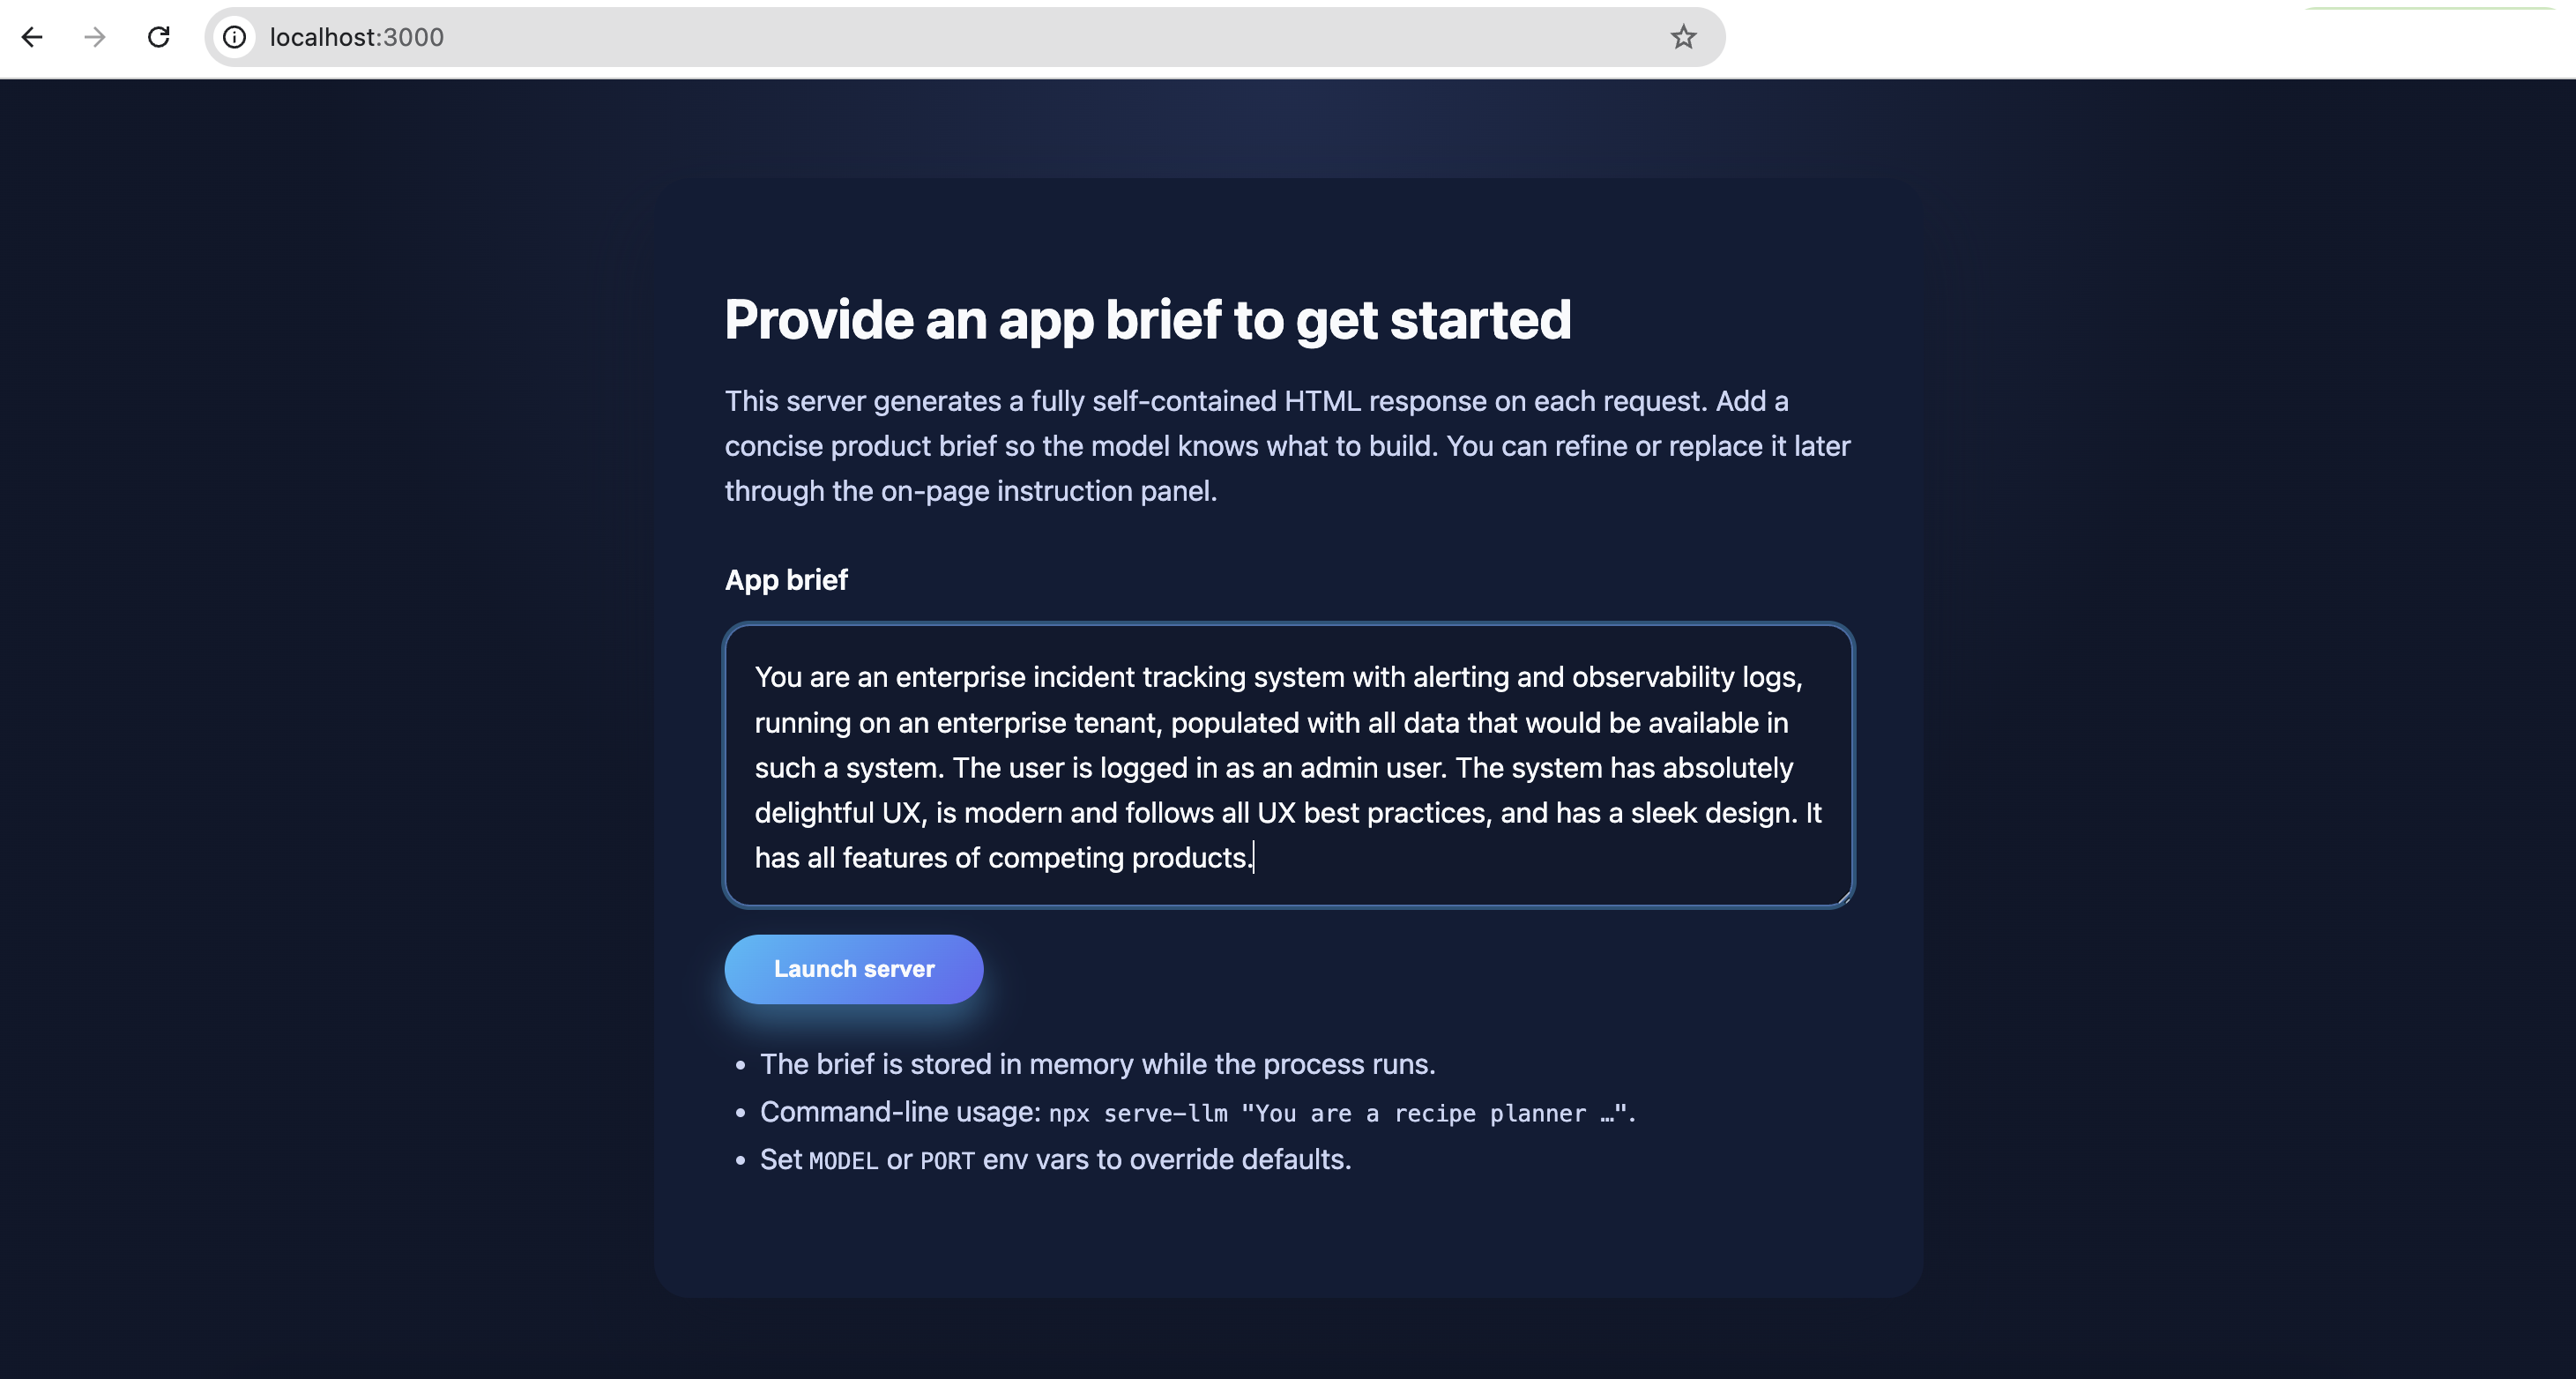 localhost:3000
Provide an app brief to get started
This server generates a fully self-contained HTML response on each request. Add a
concise product brief so the model knows what to build. You can refine or replace it later
through the on-page instruction panel.
App brief
You are an enterprise incident tracking system with alerting and observability logs,
running on an enterprise tenant, populated with all data that would be available in
such a system. The user is logged in as an admin user. The system has absolutely
delightful UX, is modern and follows all UX best practices, and has a sleek design. It
has all features of competing products.
Launch server
• The brief is stored in memory while the process runs.
• Command-line usage: npx serve-llm "You are a recipe planner …".
• Set MODEL or PORT env vars to override defaults.